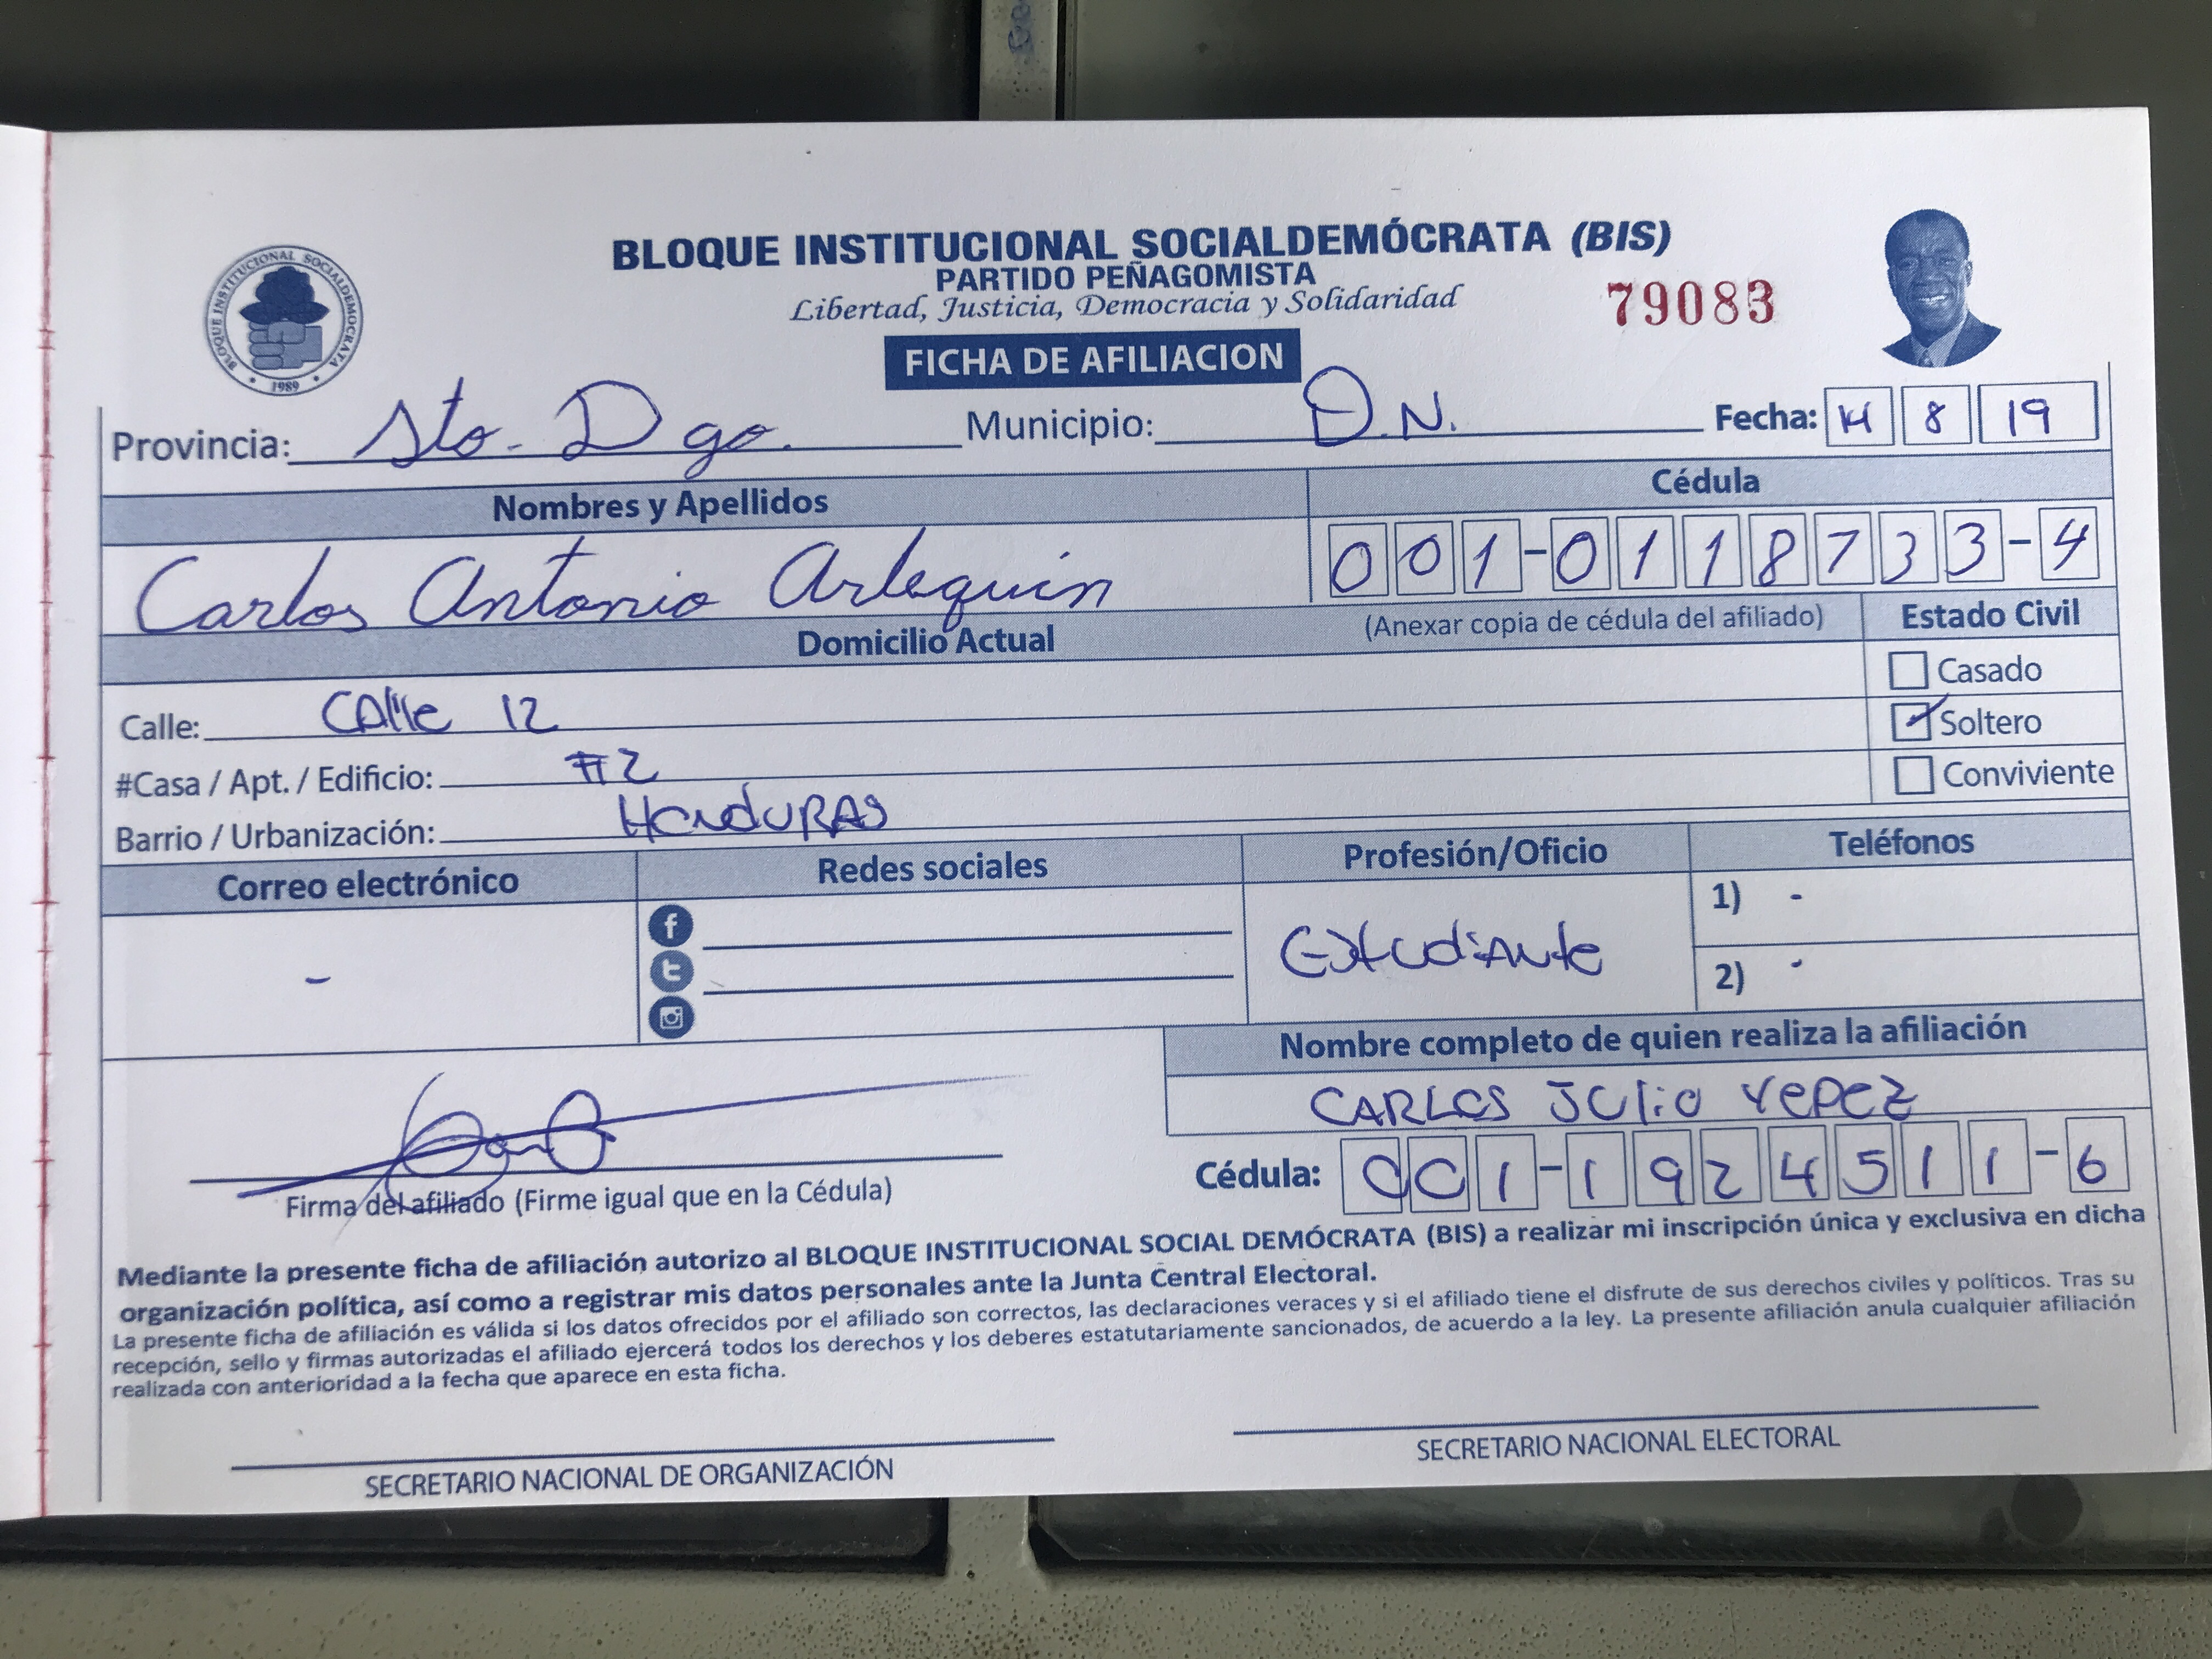 BLOQUE INSTITUCIONAL SOCIALDEMÓCRATA (BIS)
PARTIDO PEÑAGOMISTA
Libertad, Justicia, Democracia y Solidaridad
79083
BLOQUE INSTITUCIONAL SOCIALDEMOCRATA
• 1989 •
FICHA DE AFILIACION
Provincia: Sto. Dgo. Municipio: D.N. Fecha: 14 8 19
Nombres y Apellidos Cédula
Carlos Antonio Arlequin 001-0118733-4
Domicilio Actual (Anexar copia de cédula del afiliado) Estado Civil
Casado
Calle: CAlle 12 Soltero
#Casa / Apt. / Edificio: #2 Conviviente
Barrio / Urbanización: HONDURAS
Correo electrónico Redes sociales Profesión/Oficio Teléfonos
- Estudiante 1) -
2) -
Nombre completo de quien realiza la afiliación
CARLOS JULIO YEPEZ
Cédula: 001-1924511-6
Firma del afiliado (Firme igual que en la Cédula)
Mediante la presente ficha de afiliación autorizo al BLOQUE INSTITUCIONAL SOCIAL DEMÓCRATA (BIS) a realizar mi inscripción única y exclusiva en dicha
organización política, así como a registrar mis datos personales ante la Junta Central Electoral.
La presente ficha de afiliación es válida si los datos ofrecidos por el afiliado son correctos, las declaraciones veraces y si el afiliado tiene el disfrute de sus derechos civiles y políticos. Tras su
recepción, sello y firmas autorizadas el afiliado ejercerá todos los derechos y los deberes estatutariamente sancionados, de acuerdo a la ley. La presente afiliación anula cualquier afiliación
realizada con anterioridad a la fecha que aparece en esta ficha.
SECRETARIO NACIONAL DE ORGANIZACIÓN SECRETARIO NACIONAL ELECTORAL